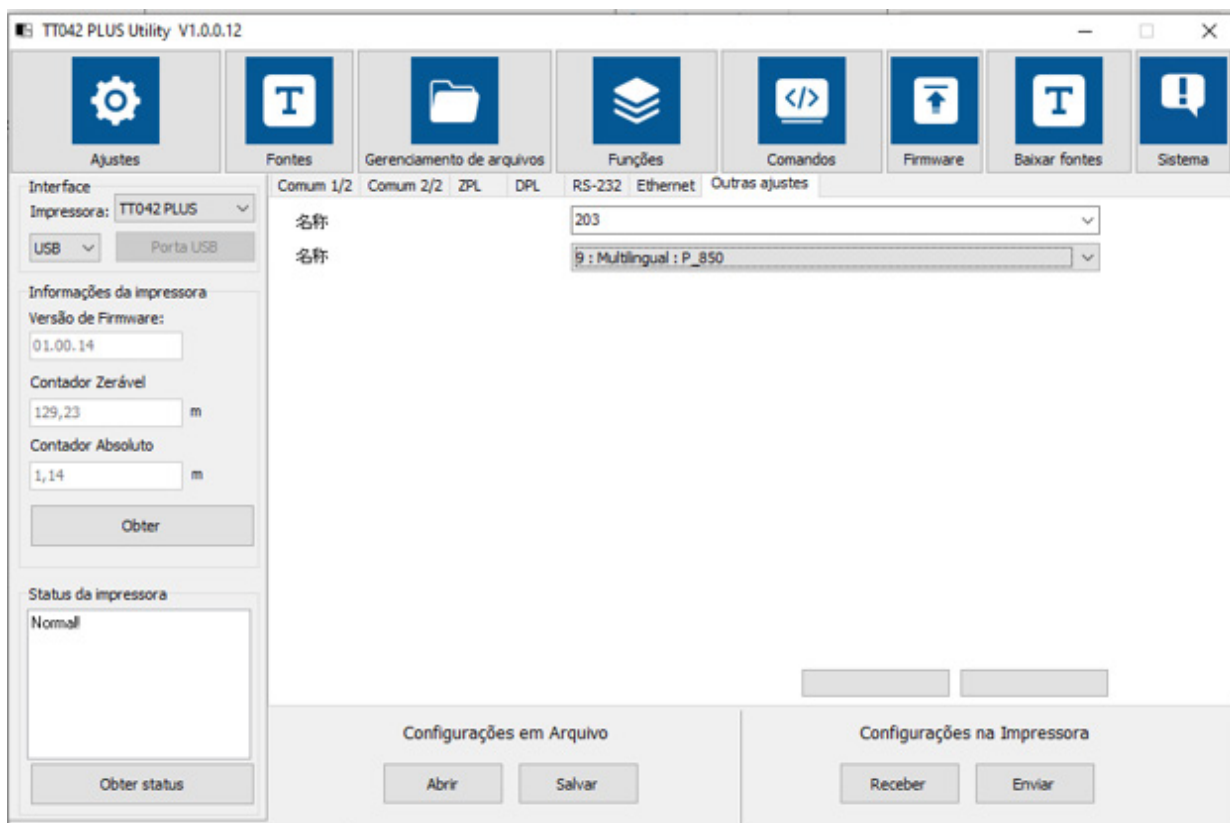 TT042 PLUS Utility V1.0.0.12
Ajustes
Fontes
Gerenciamento de arquivos
Funções
Comandos
Firmware
Baixar fontes
Sistema
Interface
Impressora: TT042 PLUS
USB Porta USB
Informações da impressora
Versão de Firmware:
01.00.14
Contador Zerável
129,23 m
Contador Absoluto
1,14 m
Obter
Status da impressora
Normal!
Obter status
Comum 1/2 Comum 2/2 ZPL DPL RS-232 Ethernet Outras ajustes
名称 203
名称 9 : Multilingual : P_850
Configurações em Arquivo
Abrir Salvar
Configurações na Impressora
Receber Enviar